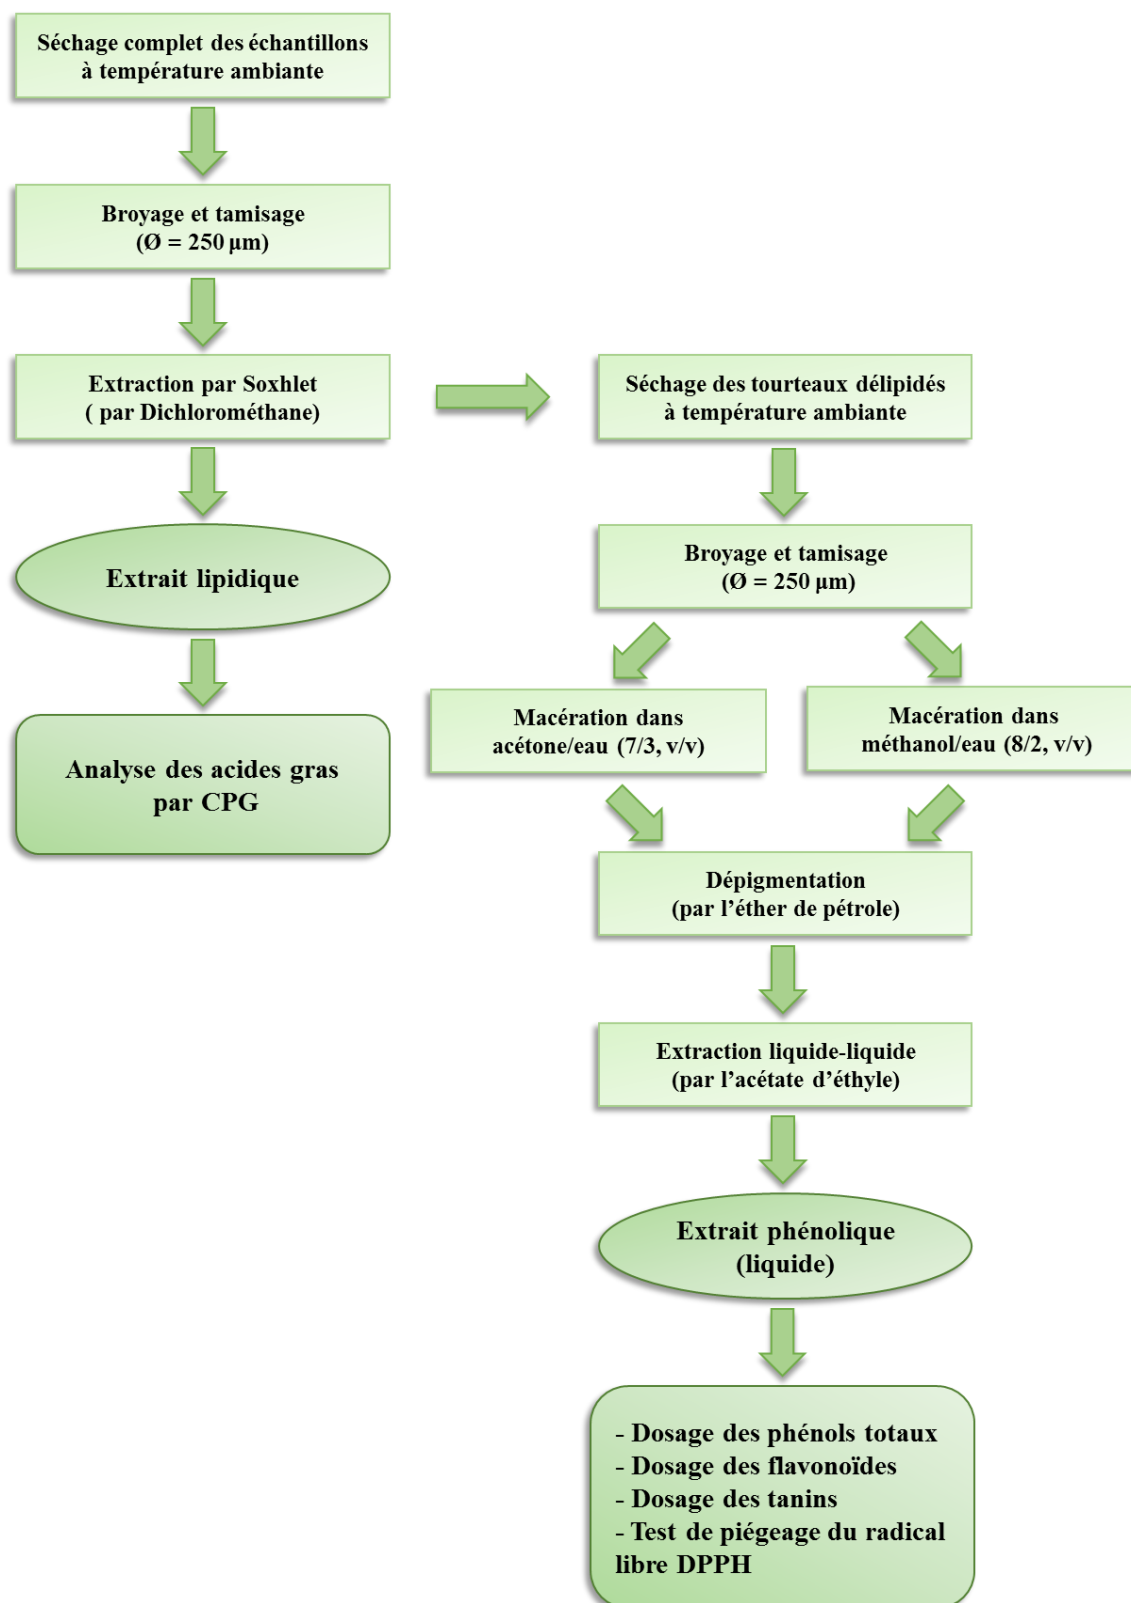 Séchage complet des échantillons
à température ambiante
Broyage et tamisage
(Ø = 250 µm)
Extraction par Soxhlet
( par Dichlorométhane)
Extrait lipidique
Analyse des acides gras
par CPG
Séchage des tourteaux délipidés
à température ambiante
Broyage et tamisage
(Ø = 250 µm)
Macération dans
acétone/eau (7/3, v/v)
Macération dans
méthanol/eau (8/2, v/v)
Dépigmentation
(par l’éther de pétrole)
Extraction liquide-liquide
(par l’acétate d’éthyle)
Extrait phénolique
(liquide)
- Dosage des phénols totaux
- Dosage des flavonoïdes
- Dosage des tanins
- Test de piégeage du radical
libre DPPH